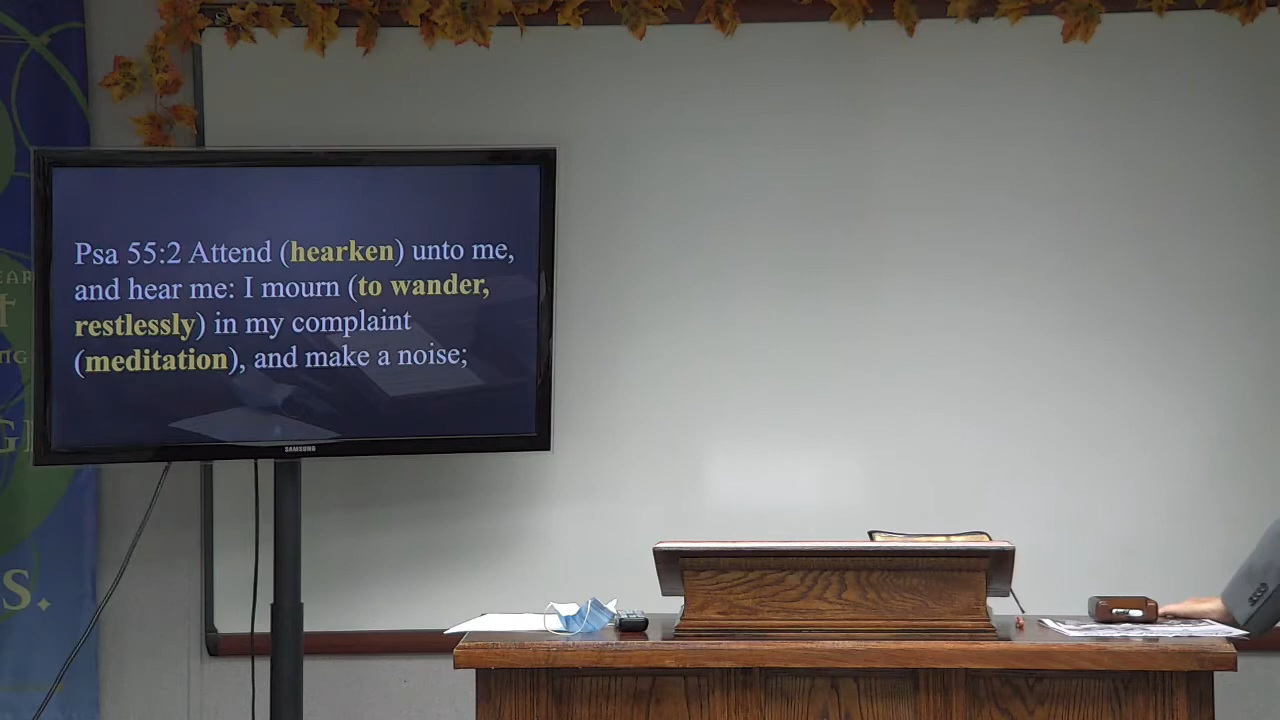 Psa 55:2 Attend (hearken) unto me,
and hear me: I mourn (to wander,
restlessly) in my complaint
(meditation), and make a noise;
SAMSUNG
s.